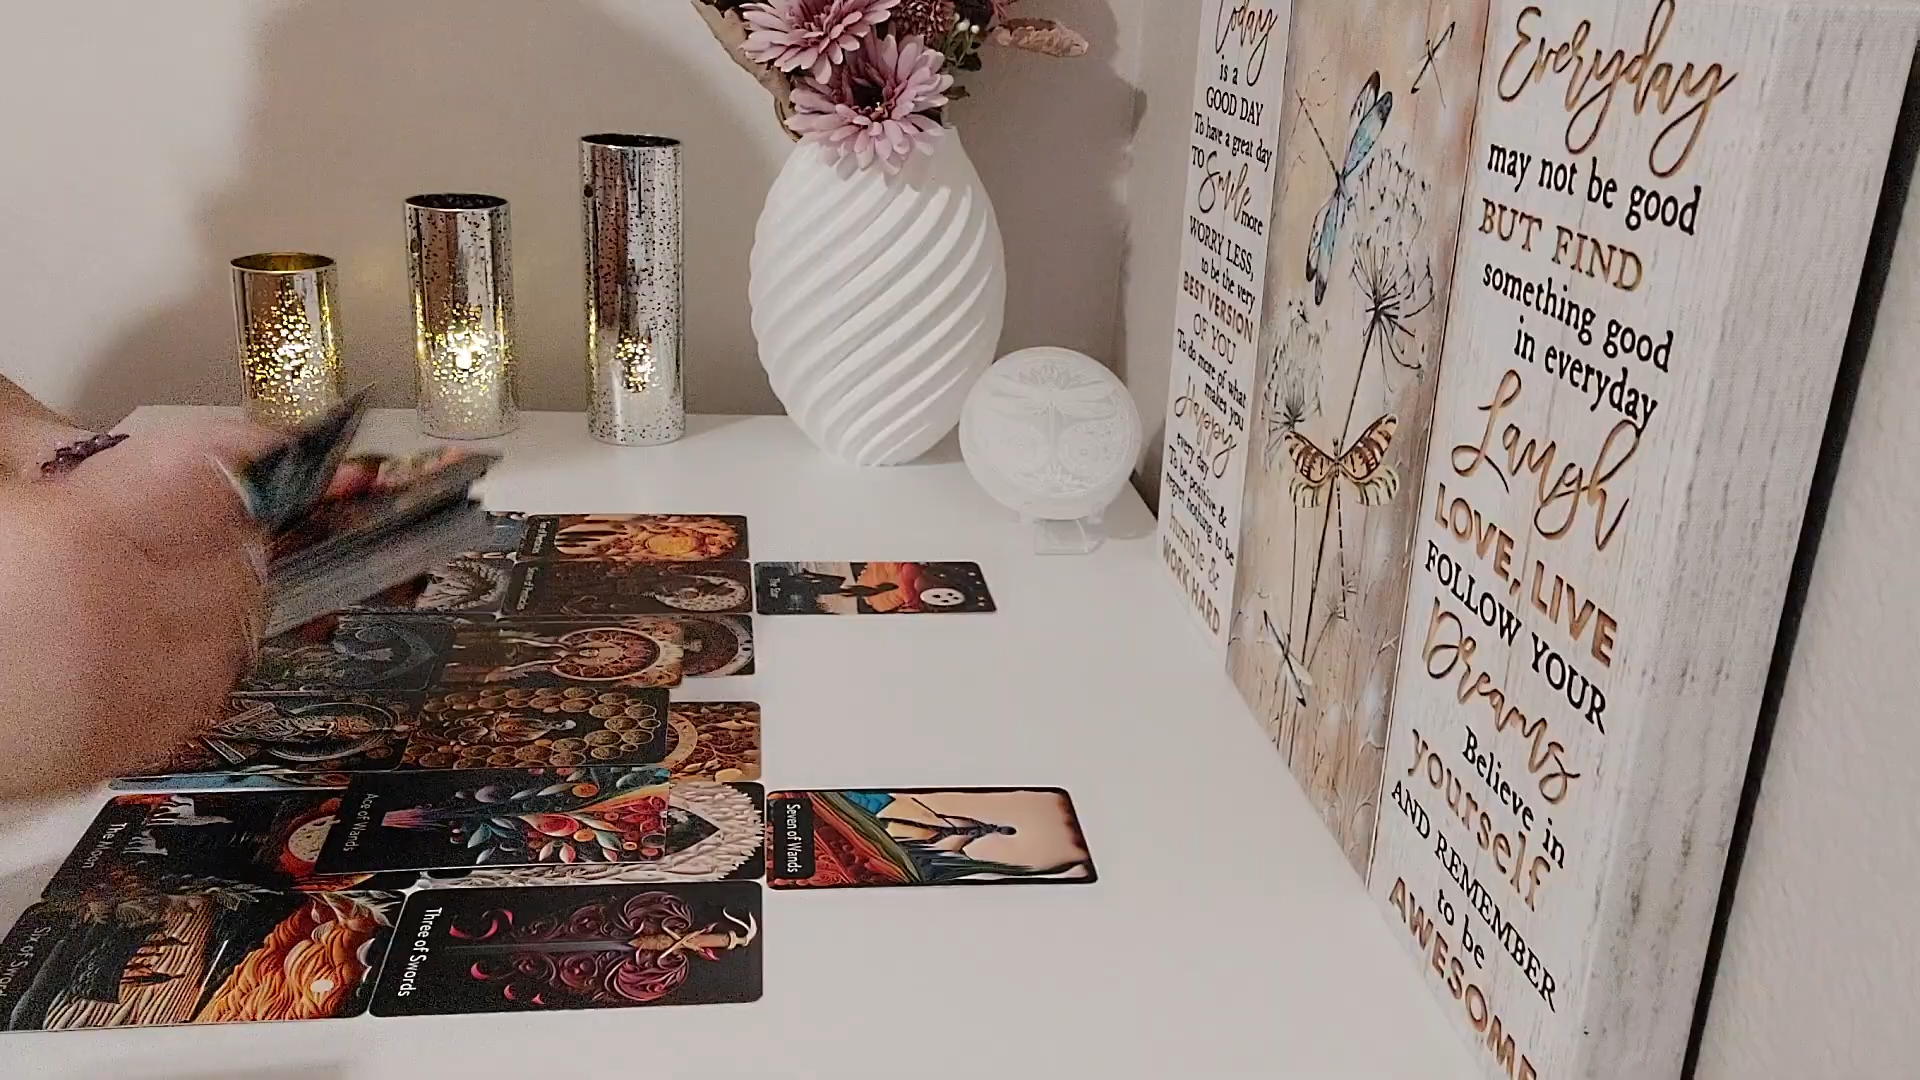 Today
is a
GOOD DAY
To have a great day
TO Smile more
WORRY LESS,
to be the very
BEST VERSION
OF YOU
To do more of what
makes you
Happy
every day
To be positive &
regret nothing to be
humble &
WORK HARD
Everyday
may not be good
BUT FIND
something good
in everyday
Laugh
LOVE, LIVE
FOLLOW YOUR
Dreams
Believe in
yourself
AND REMEMBER
to be
AWESOME
The Star
Seven of Wands
Ace of Wands
The Moon
Three of Swords
Six of Sword